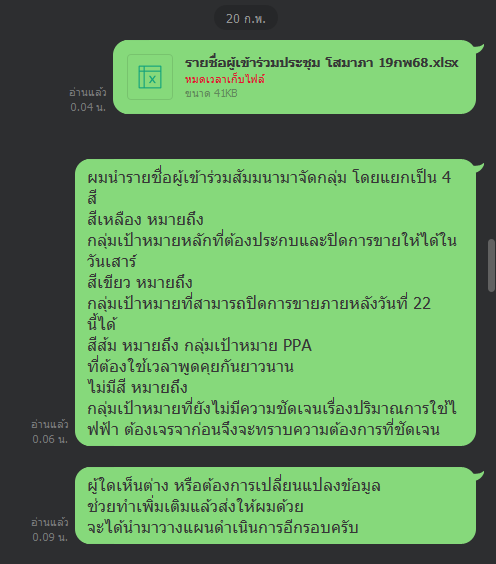 20 ก.พ.
รายชื่อผู้เข้าร่วมประชุม โสมาภา 19กพ68.xlsx
หมดเวลาเก็บไฟล์
ขนาด 41KB
อ่านแล้ว
0.04 น.
ผมนำรายชื่อผู้เข้าร่วมสัมมนามาจัดกลุ่ม โดยแยกเป็น 4
สี
สีเหลือง หมายถึง
กลุ่มเป้าหมายหลักที่ต้องประกบและปิดการขายให้ได้ใน
วันเสาร์
สีเขียว หมายถึง
กลุ่มเป้าหมายที่สามารถปิดการขายภายหลังวันที่ 22
นี้ได้
สีส้ม หมายถึง กลุ่มเป้าหมาย PPA
ที่ต้องใช้เวลาพูดคุยกันยาวนาน
ไม่มีสี หมายถึง
กลุ่มเป้าหมายที่ยังไม่มีความชัดเจนเรื่องปริมาณการใช้ไ
ฟฟ้า ต้องเจรจาก่อนจึงจะทราบความต้องการที่ชัดเจน
อ่านแล้ว
0.06 น.
ผู้ใดเห็นต่าง หรือต้องการเปลี่ยนแปลงข้อมูล
ช่วยทำเพิ่มเติมแล้วส่งให้ผมด้วย
จะได้นำมาวางแผนดำเนินการอีกรอบครับ
อ่านแล้ว
0.09 น.